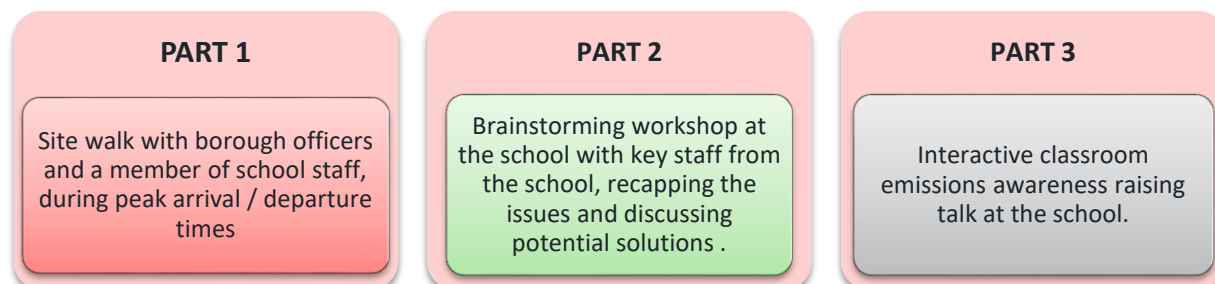 PART 1
Site walk with borough officers
and a member of school staff,
during peak arrival / departure
times
PART 2
Brainstorming workshop at
the school with key staff from
the school, recapping the
issues and discussing
potential solutions .
PART 3
Interactive classroom
emissions awareness raising
talk at the school.